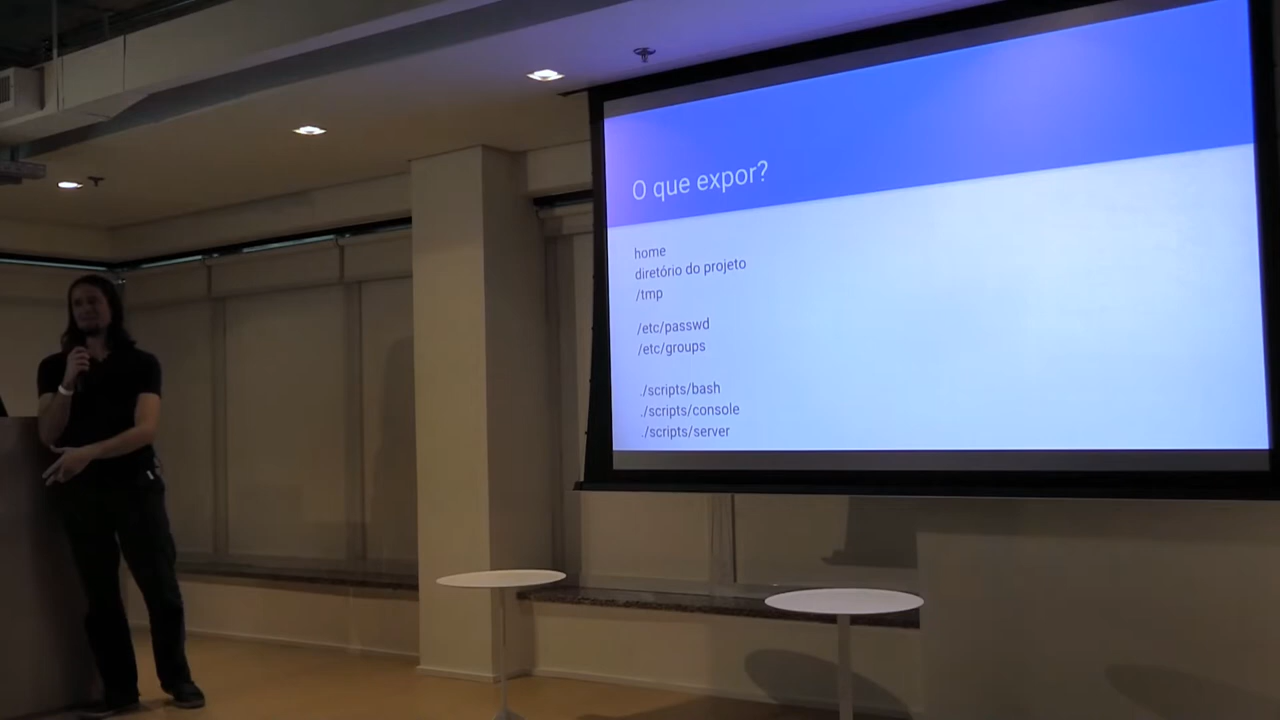 O que expor?
home
diretório do projeto
/tmp
/etc/passwd
/etc/groups
./scripts/bash
./scripts/console
./scripts/server